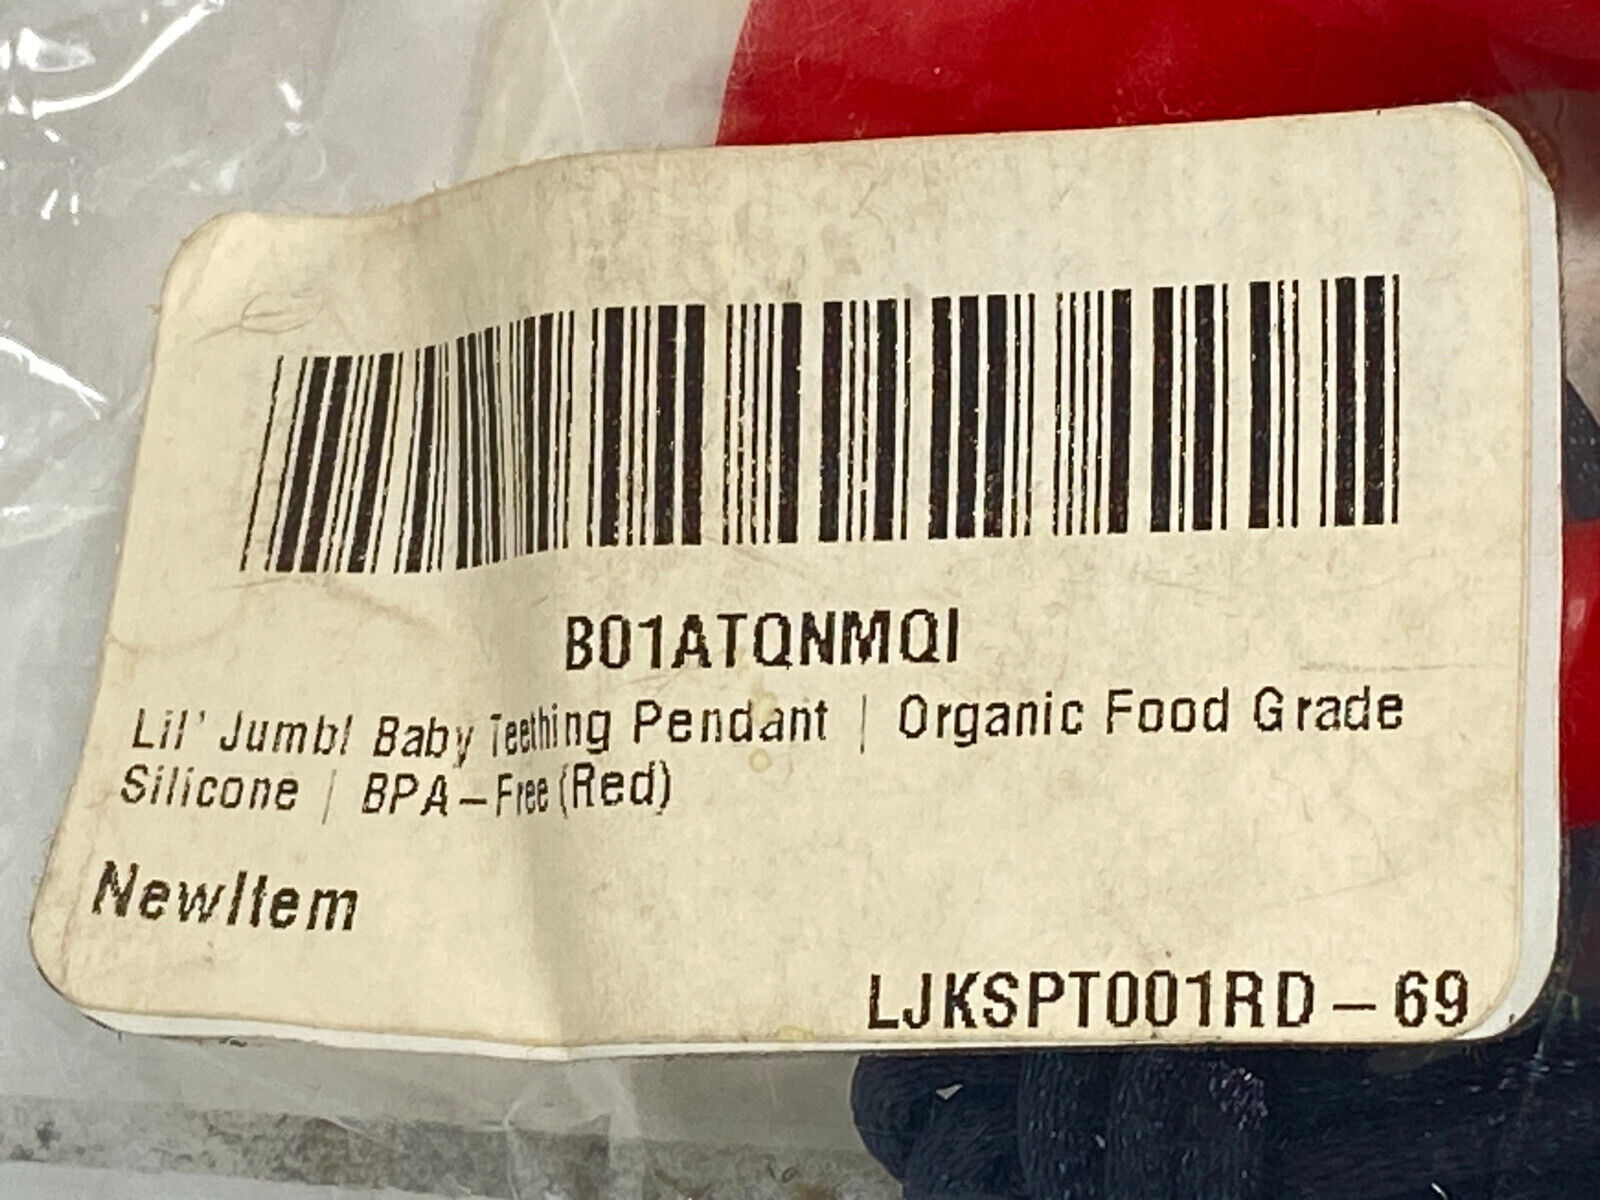 B01ATQNMQI
Lil' Jumbl Baby Teething Pendant | Organic Food Grade
Silicone | BPA-Free (Red)
NewItem
LJKSPT001RD-69